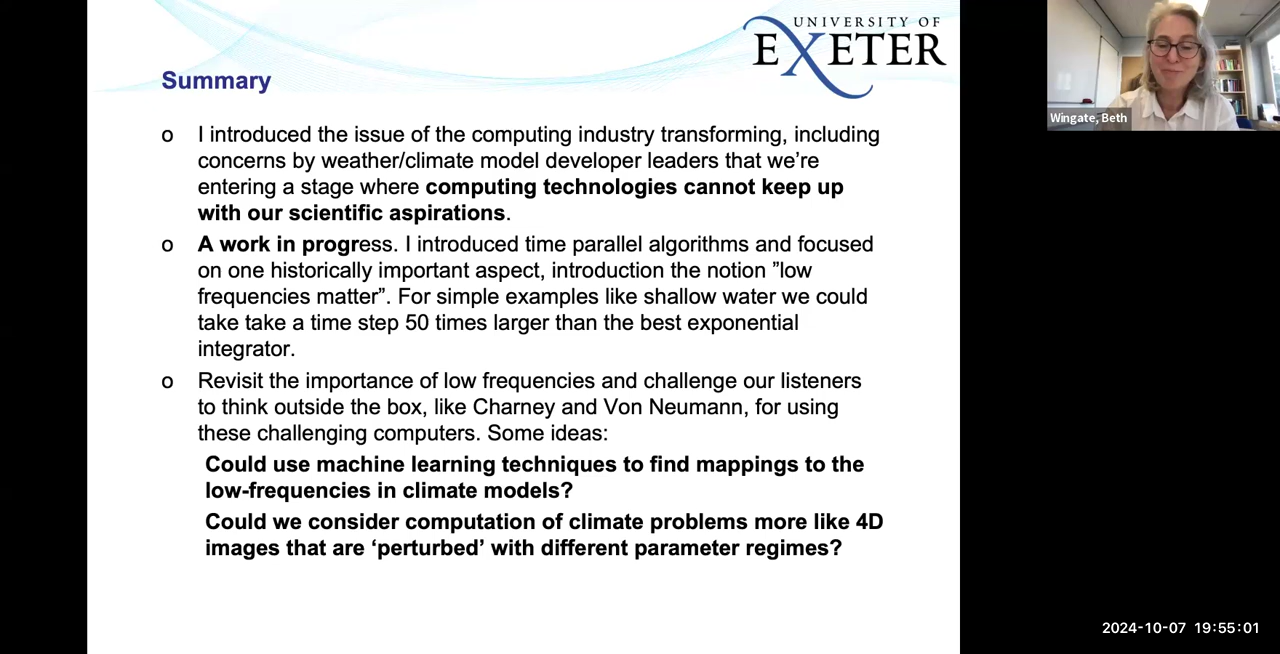 UNIVERSITY OF
EXETER
Summary
o I introduced the issue of the computing industry transforming, including
concerns by weather/climate model developer leaders that we’re
entering a stage where computing technologies cannot keep up
with our scientific aspirations.
o A work in progress. I introduced time parallel algorithms and focused
on one historically important aspect, introduction the notion ”low
frequencies matter”. For simple examples like shallow water we could
take take a time step 50 times larger than the best exponential
integrator.
o Revisit the importance of low frequencies and challenge our listeners
to think outside the box, like Charney and Von Neumann, for using
these challenging computers. Some ideas:
Could use machine learning techniques to find mappings to the
low-frequencies in climate models?
Could we consider computation of climate problems more like 4D
images that are ‘perturbed’ with different parameter regimes?
Wingate, Beth
2024-10-07 19:55:01